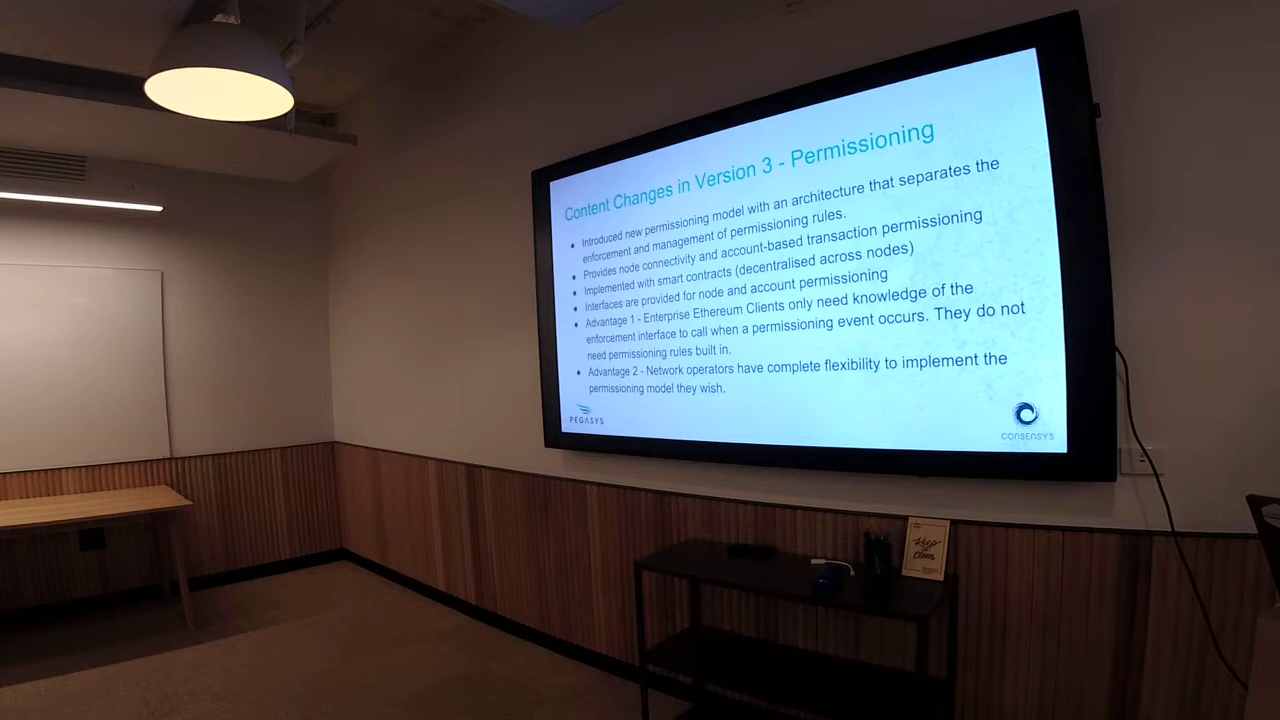 Content Changes in Version 3 - Permissioning
• Introduced new permissioning model with an architecture that separates the
enforcement and management of permissioning rules.
• Provides node connectivity and account-based transaction permissioning
• Implemented with smart contracts (decentralised across nodes)
• Interfaces are provided for node and account permissioning
• Advantage 1 - Enterprise Ethereum Clients only need knowledge of the
enforcement interface to call when a permissioning event occurs. They do not
need permissioning rules built in.
• Advantage 2 - Network operators have complete flexibility to implement the
permissioning model they wish.
PEGASYS
CONSENSYS
Keep
Clean